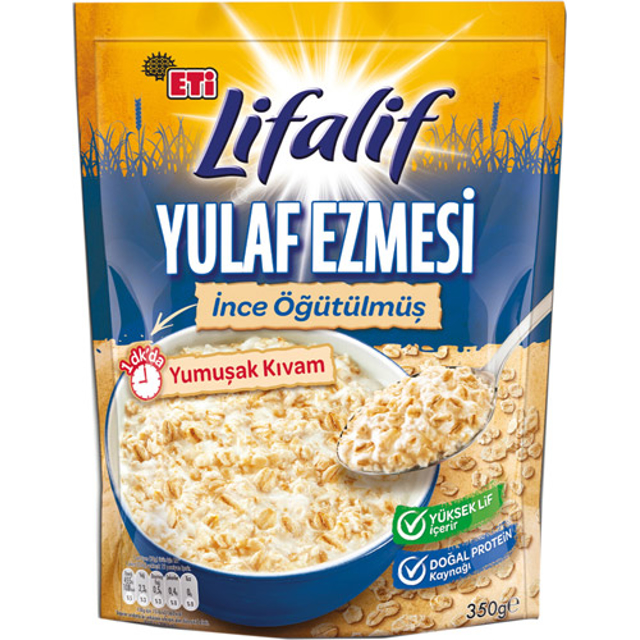 ETİ
Lifalif
YULAF EZMESİ
İnce Öğütülmüş
1dk'da
Yumuşak Kıvam
YÜKSEK LİF
içerir
DOĞAL PROTEİN
Kaynağı
350g e